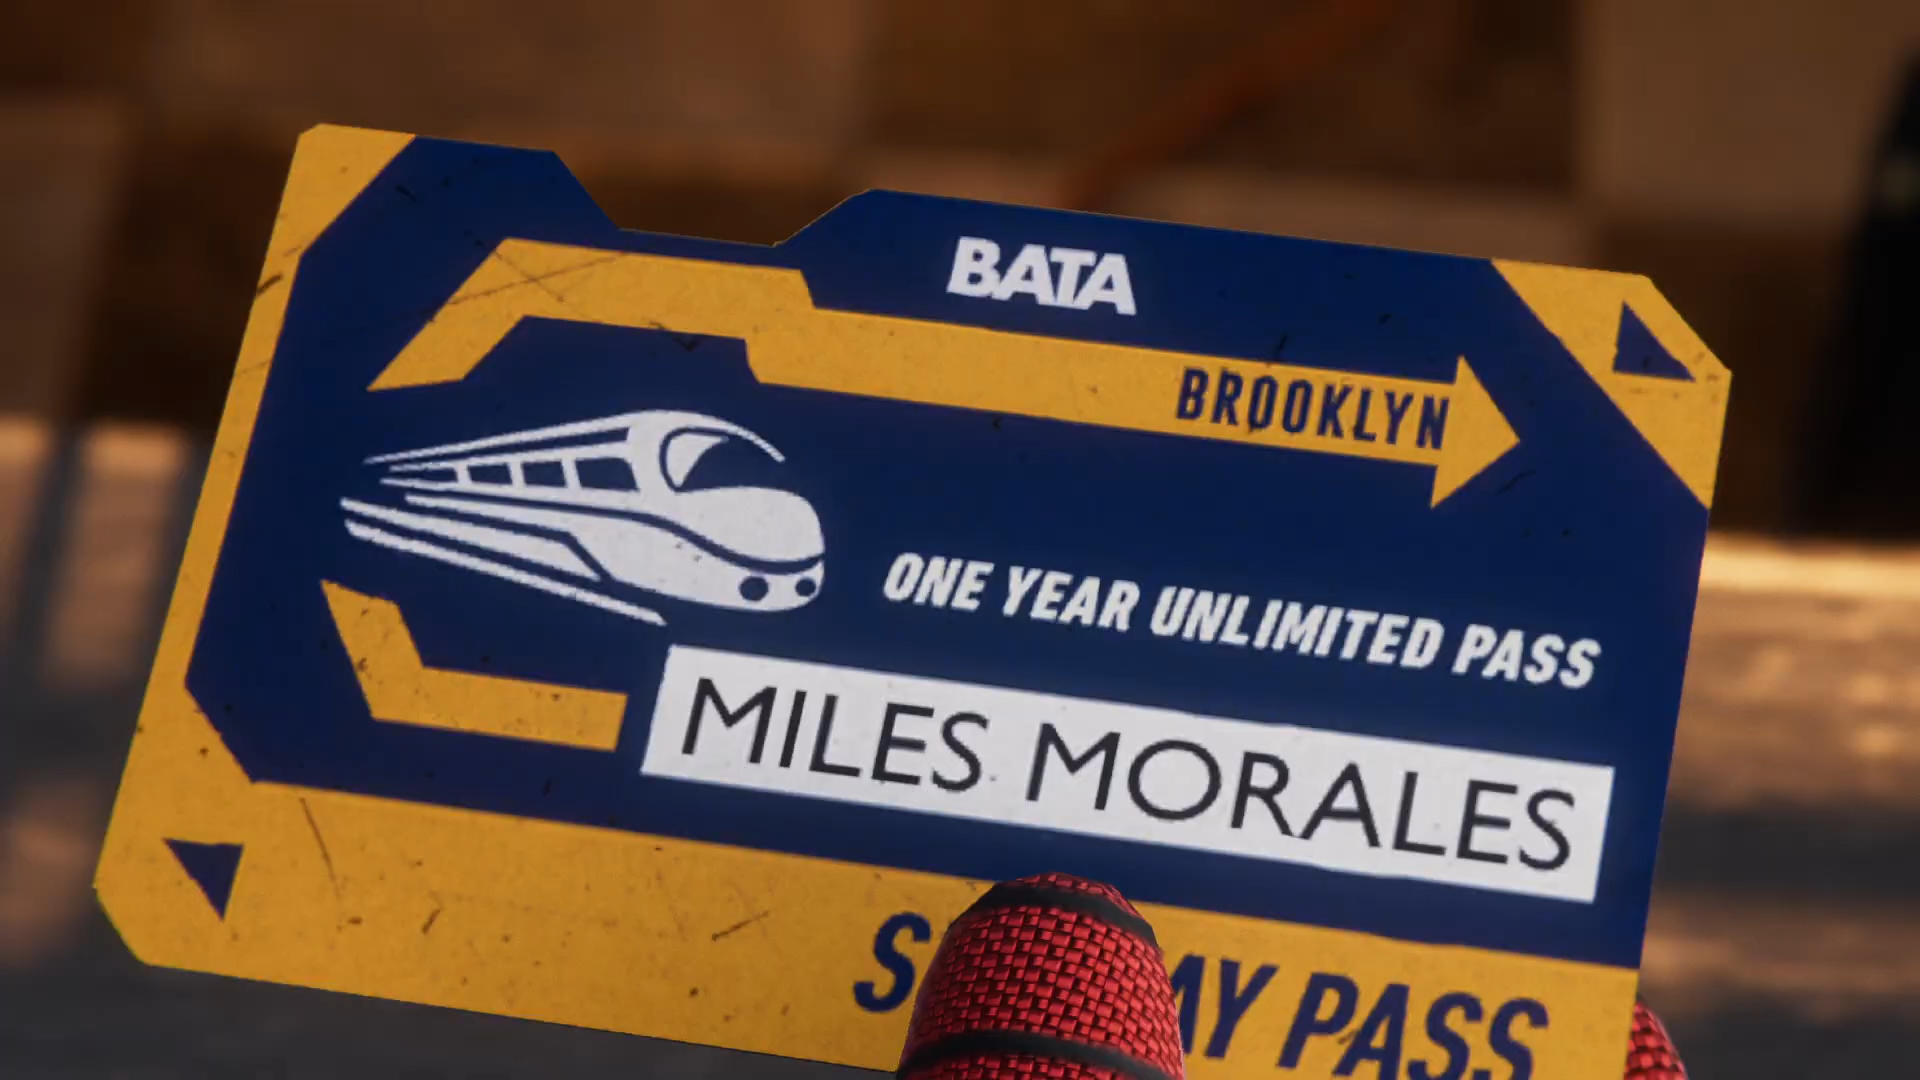 BATA
BROOKLYN
ONE YEAR UNLIMITED PASS
MILES MORALES
PASS